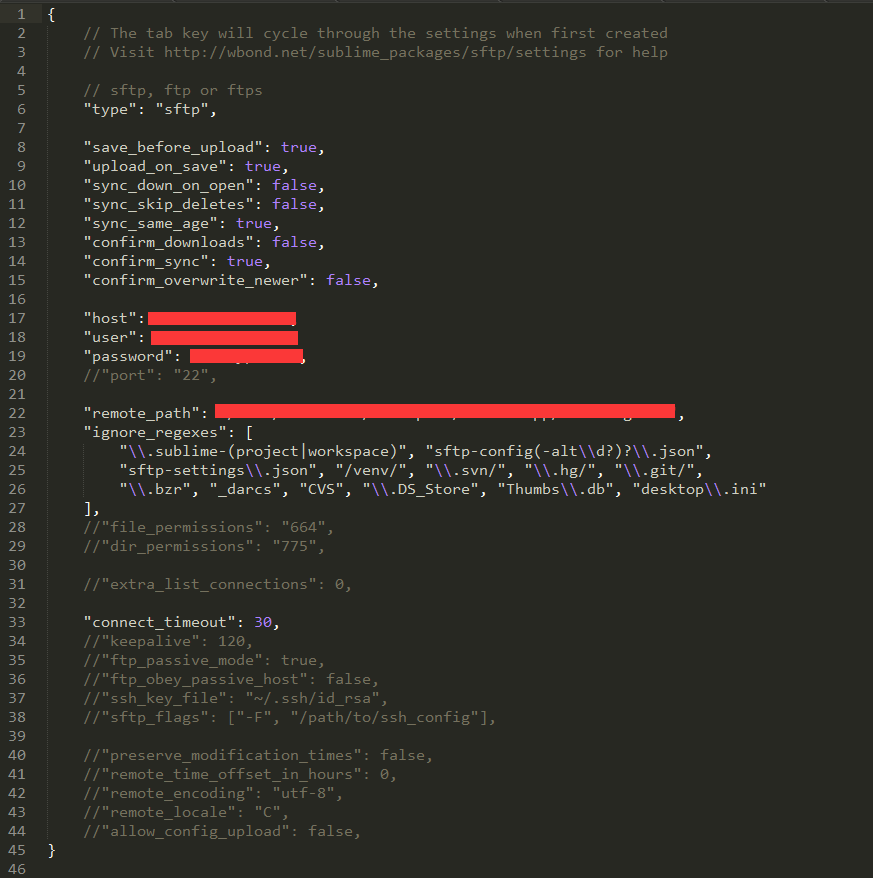 1 {
2 // The tab key will cycle through the settings when first created
3 // Visit http://wbond.net/sublime_packages/sftp/settings for help
4
5 // sftp, ftp or ftps
6 "type": "sftp",
7
8 "save_before_upload": true,
9 "upload_on_save": true,
10 "sync_down_on_open": false,
11 "sync_skip_deletes": false,
12 "sync_same_age": true,
13 "confirm_downloads": false,
14 "confirm_sync": true,
15 "confirm_overwrite_newer": false,
16
17 "host":
18 "user":
19 "password": ,
20 //"port": "22",
21
22 "remote_path": ,
23 "ignore_regexes": [
24 "\\.sublime-(project|workspace)", "sftp-config(-alt\\d?)?\\.json",
25 "sftp-settings\\.json", "/venv/", "\\.svn/", "\\.hg/", "\\.git/",
26 "\\.bzr", "_darcs", "CVS", "\\.DS_Store", "Thumbs\\.db", "desktop\\.ini"
27 ],
28 //"file_permissions": "664",
29 //"dir_permissions": "775",
30
31 //"extra_list_connections": 0,
32
33 "connect_timeout": 30,
34 //"keepalive": 120,
35 //"ftp_passive_mode": true,
36 //"ftp_obey_passive_host": false,
37 //"ssh_key_file": "~/.ssh/id_rsa",
38 //"sftp_flags": ["-F", "/path/to/ssh_config"],
39
40 //"preserve_modification_times": false,
41 //"remote_time_offset_in_hours": 0,
42 //"remote_encoding": "utf-8",
43 //"remote_locale": "C",
44 //"allow_config_upload": false,
45 }
46